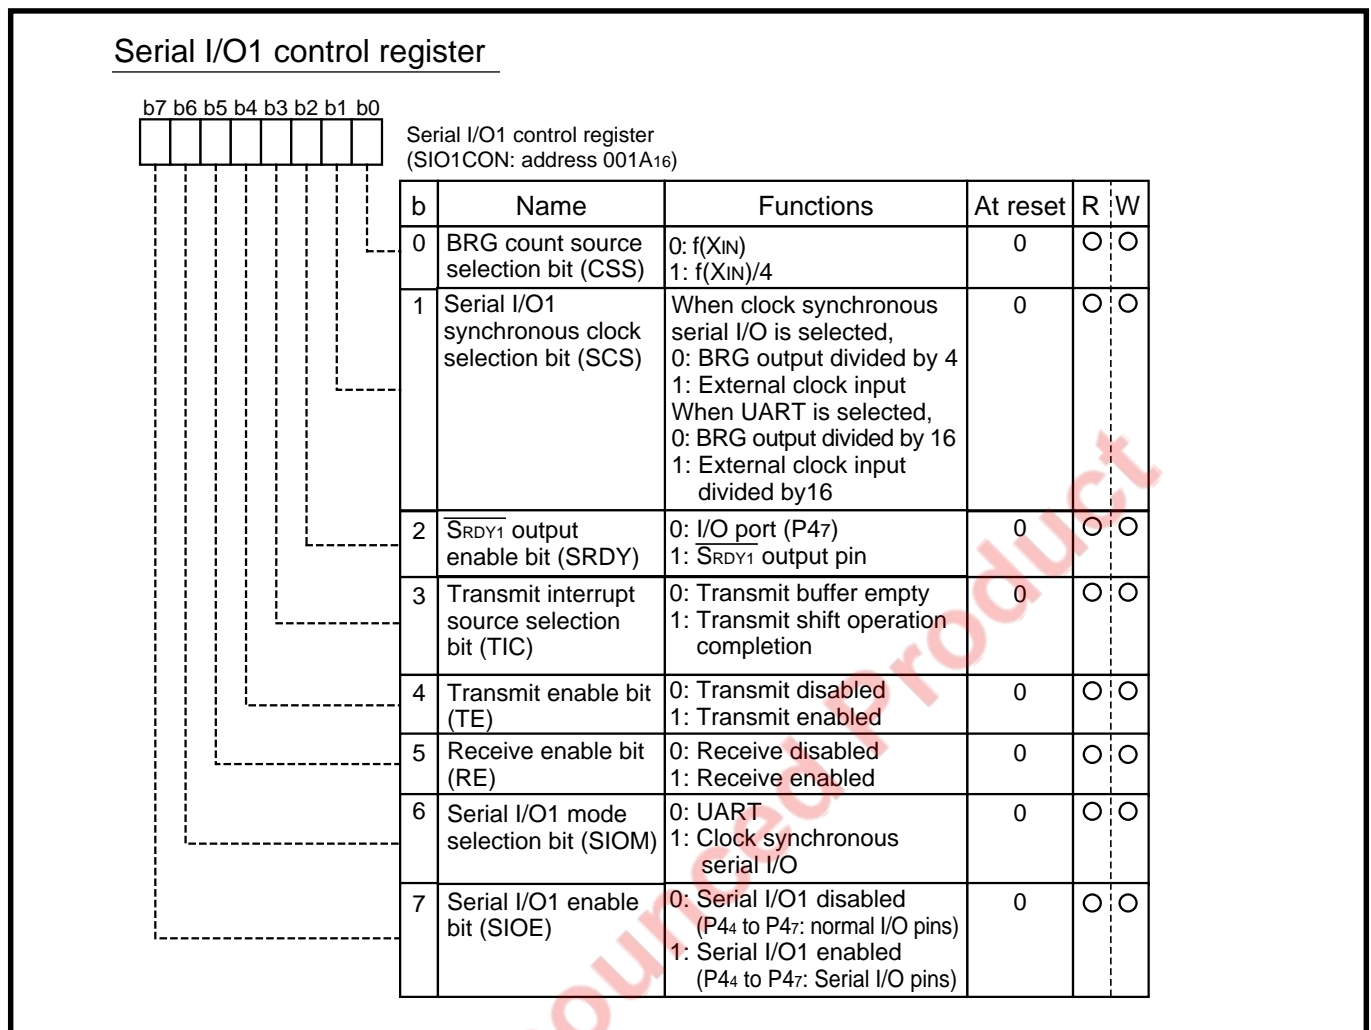 Serial I/O1 control register
b7 b6 b5 b4 b3 b2 b1 b0
Serial I/O1 control register
(SIO1CON: address 001A16)
b Name Functions At reset R W
0 BRG count source selection bit (CSS) 0: f(XIN) 0 O O
1: f(XIN)/4
1 Serial I/O1 synchronous clock selection bit (SCS) When clock synchronous 0 O O
serial I/O is selected,
0: BRG output divided by 4
1: External clock input
When UART is selected,
0: BRG output divided by 16
1: External clock input
divided by16
2 SRDY1 output enable bit (SRDY) 0: I/O port (P47) 0 O O
1: SRDY1 output pin
3 Transmit interrupt source selection bit (TIC) 0: Transmit buffer empty 0 O O
1: Transmit shift operation
completion
4 Transmit enable bit (TE) 0: Transmit disabled 0 O O
1: Transmit enabled
5 Receive enable bit (RE) 0: Receive disabled 0 O O
1: Receive enabled
6 Serial I/O1 mode selection bit (SIOM) 0: UART 0 O O
1: Clock synchronous
serial I/O
7 Serial I/O1 enable bit (SIOE) 0: Serial I/O1 disabled 0 O O
(P44 to P47: normal I/O pins)
1: Serial I/O1 enabled
(P44 to P47: Serial I/O pins)
ounced Product